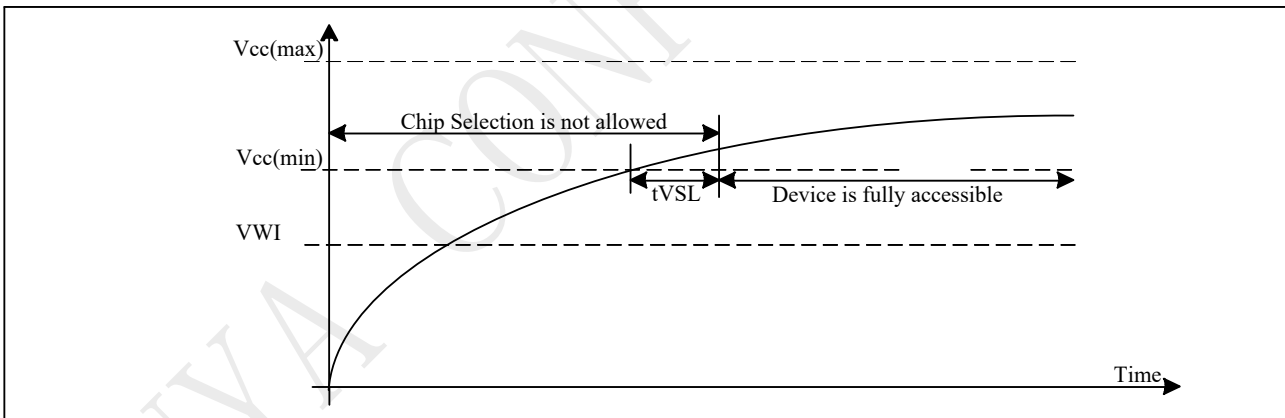 Vcc(max)
Chip Selection is not allowed
Vcc(min)
tVSL
Device is fully accessible
VWI
Time